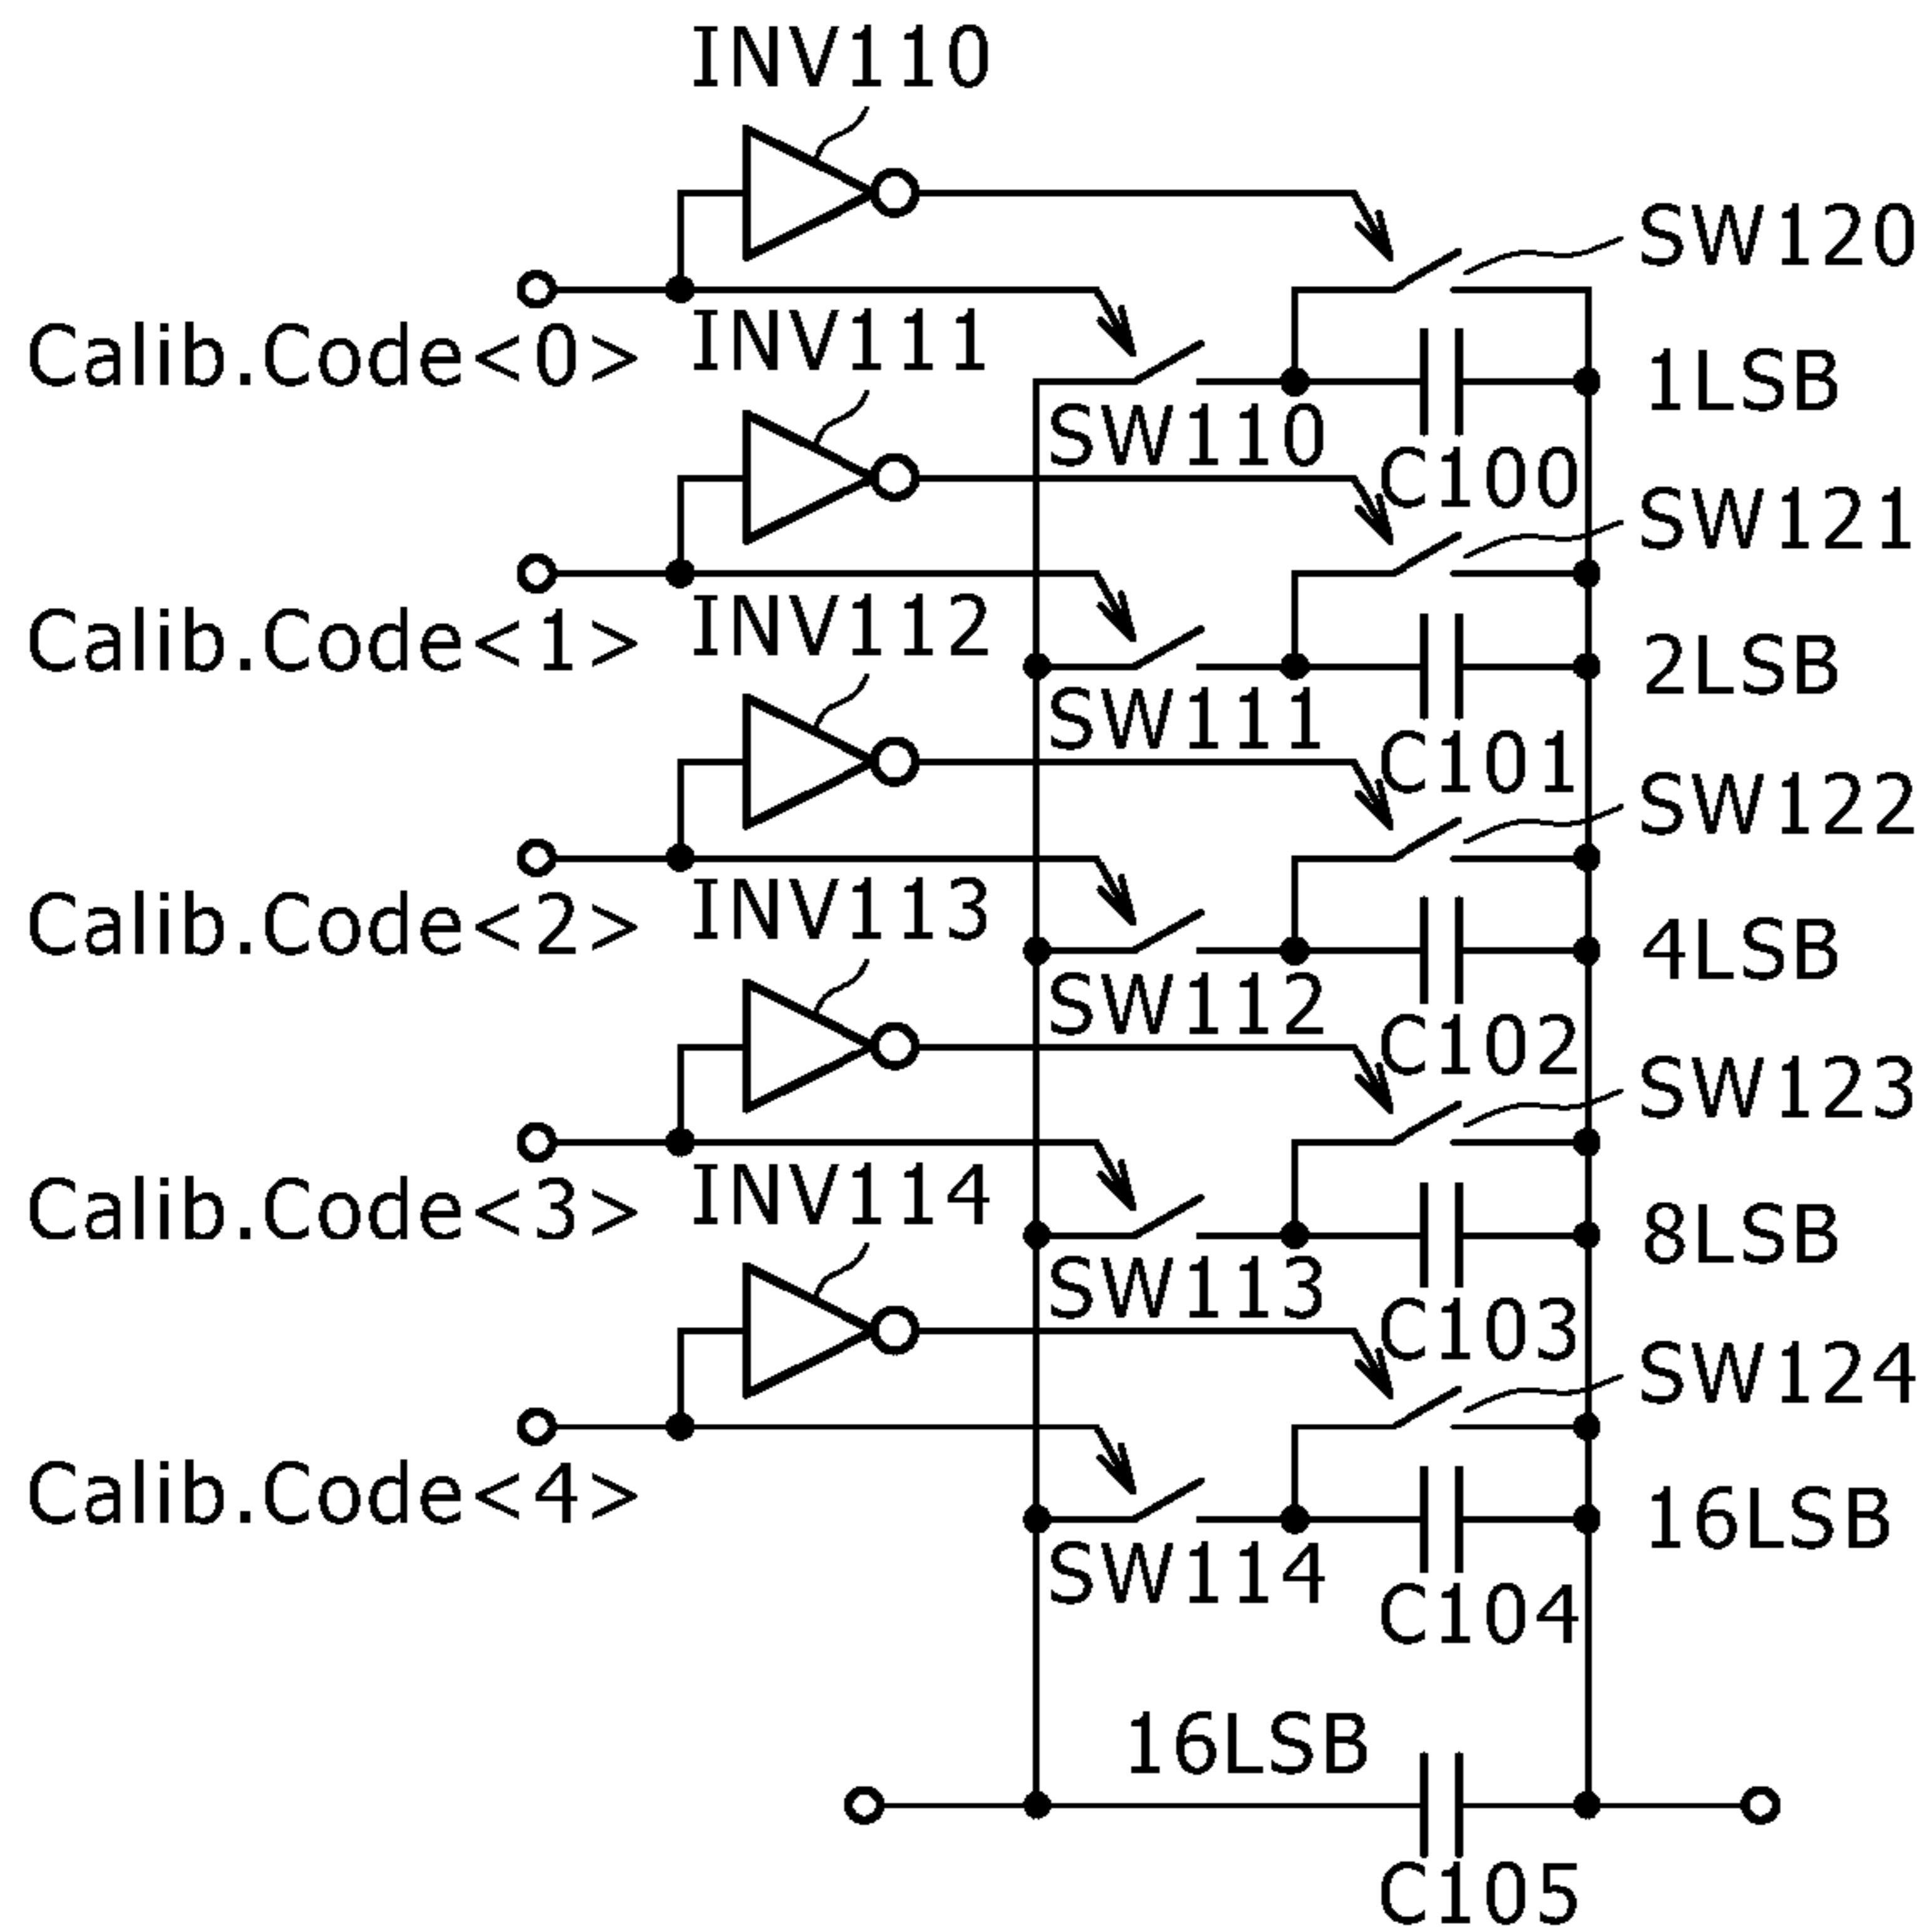 INV110
SW120
Calib.Code<0>
INV111
1LSB
SW110
C100
SW121
Calib.Code<1>
INV112
2LSB
SW111
C101
SW122
Calib.Code<2>
INV113
4LSB
SW112
C102
SW123
Calib.Code<3>
INV114
8LSB
SW113
C103
SW124
Calib.Code<4>
16LSB
SW114
C104
16LSB
C105